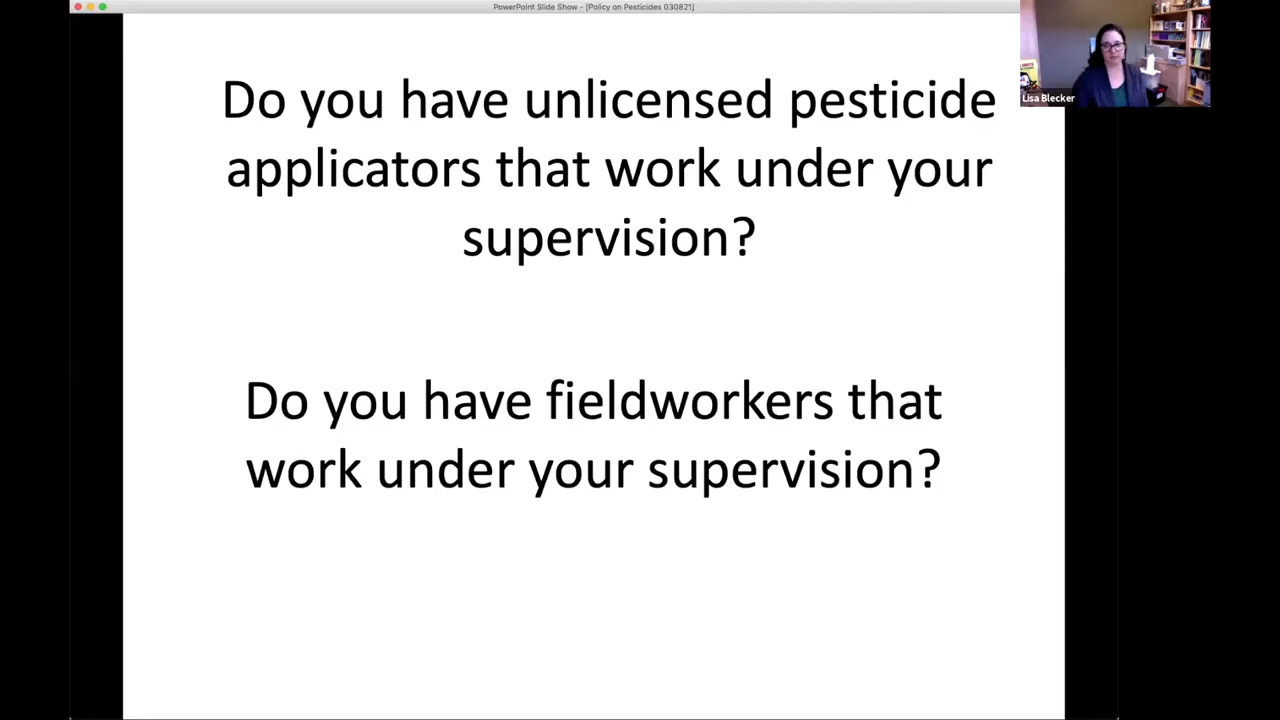 PowerPoint Slide Show - [Policy on Pesticides 030821]
Do you have unlicensed pesticide
applicators that work under your
supervision?
Do you have fieldworkers that
work under your supervision?
Lisa Blecker